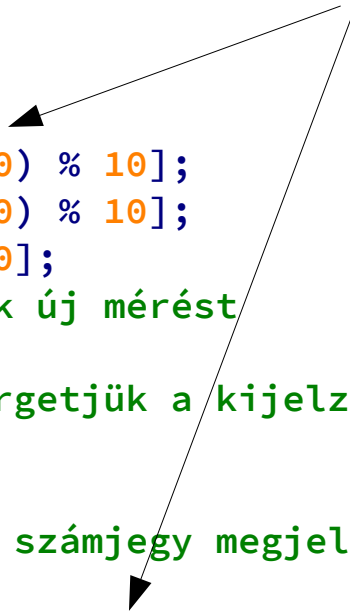 0) % 10];
0) % 10];
0];
k új mérést
rgetjük a kijelz
számjegy megjel